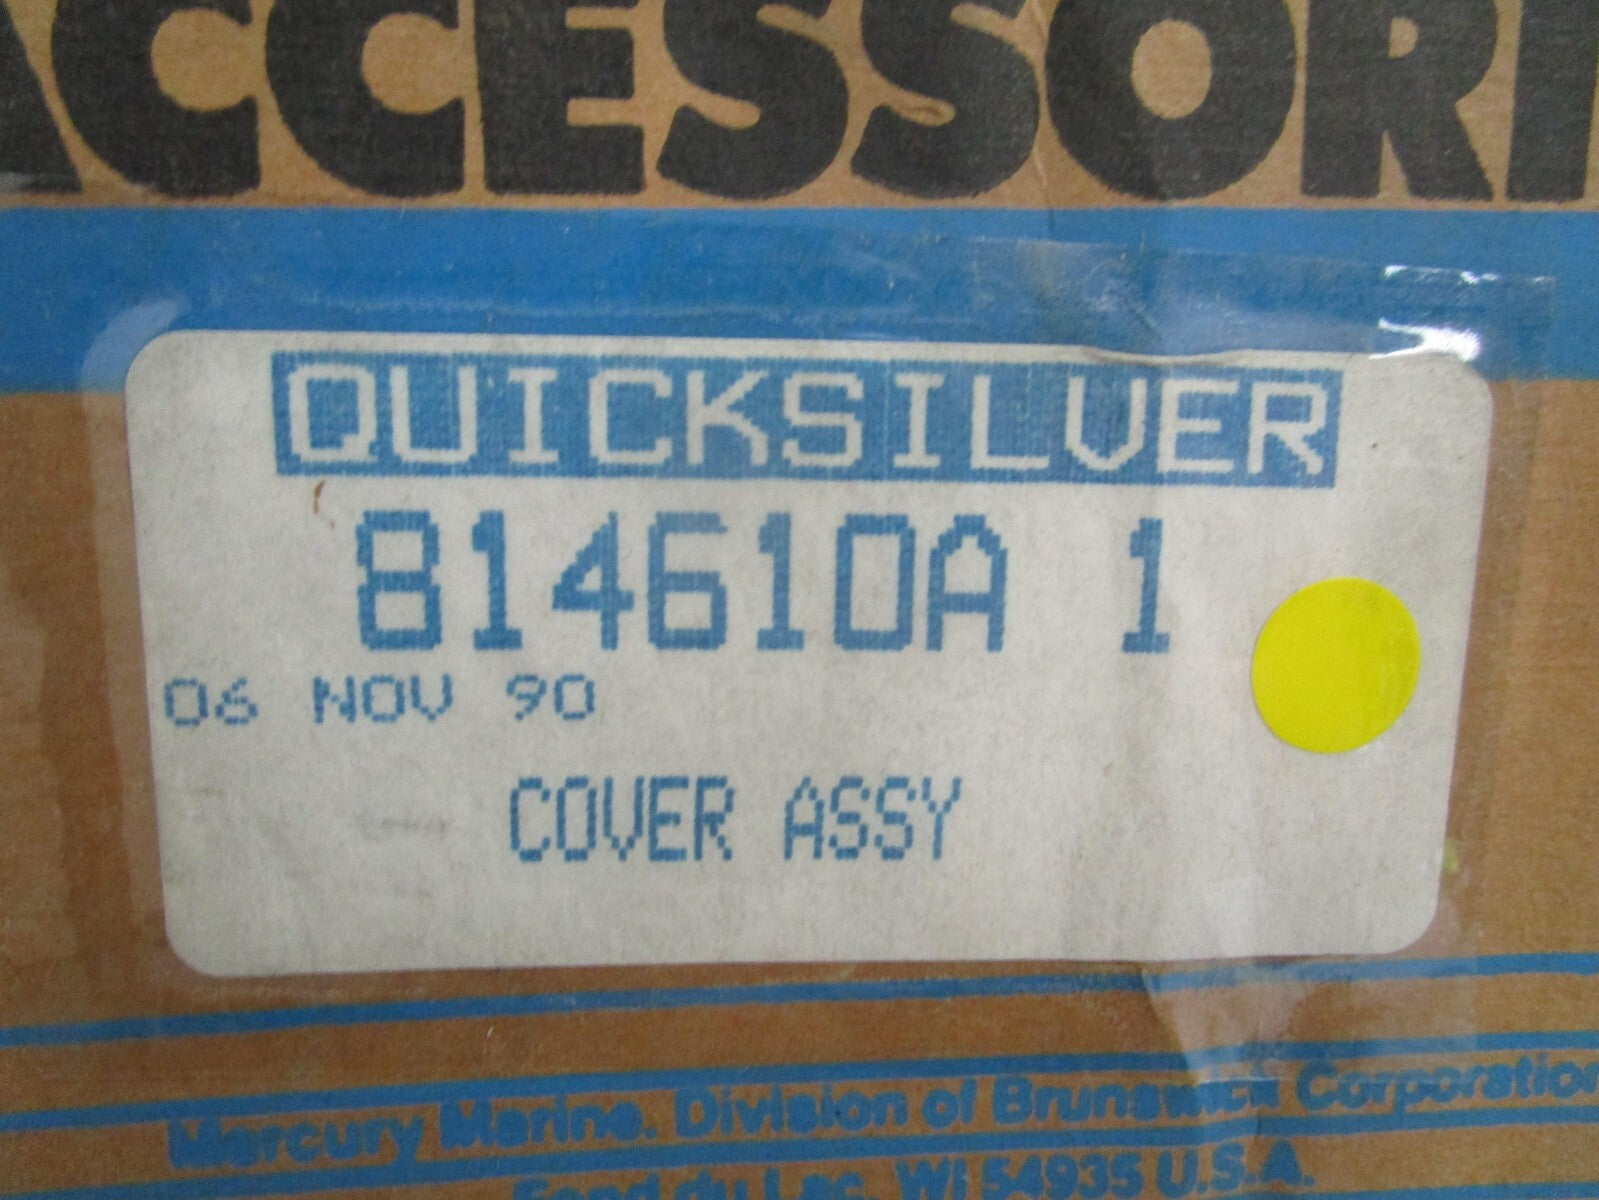 ACCESSORI
QUICKSILVER
814610A 1
06 NOV 90
COVER ASSY
Mercury Marine, Division of Brunswick Corporation
Fond du Lac, Wi 54935 U.S.A.